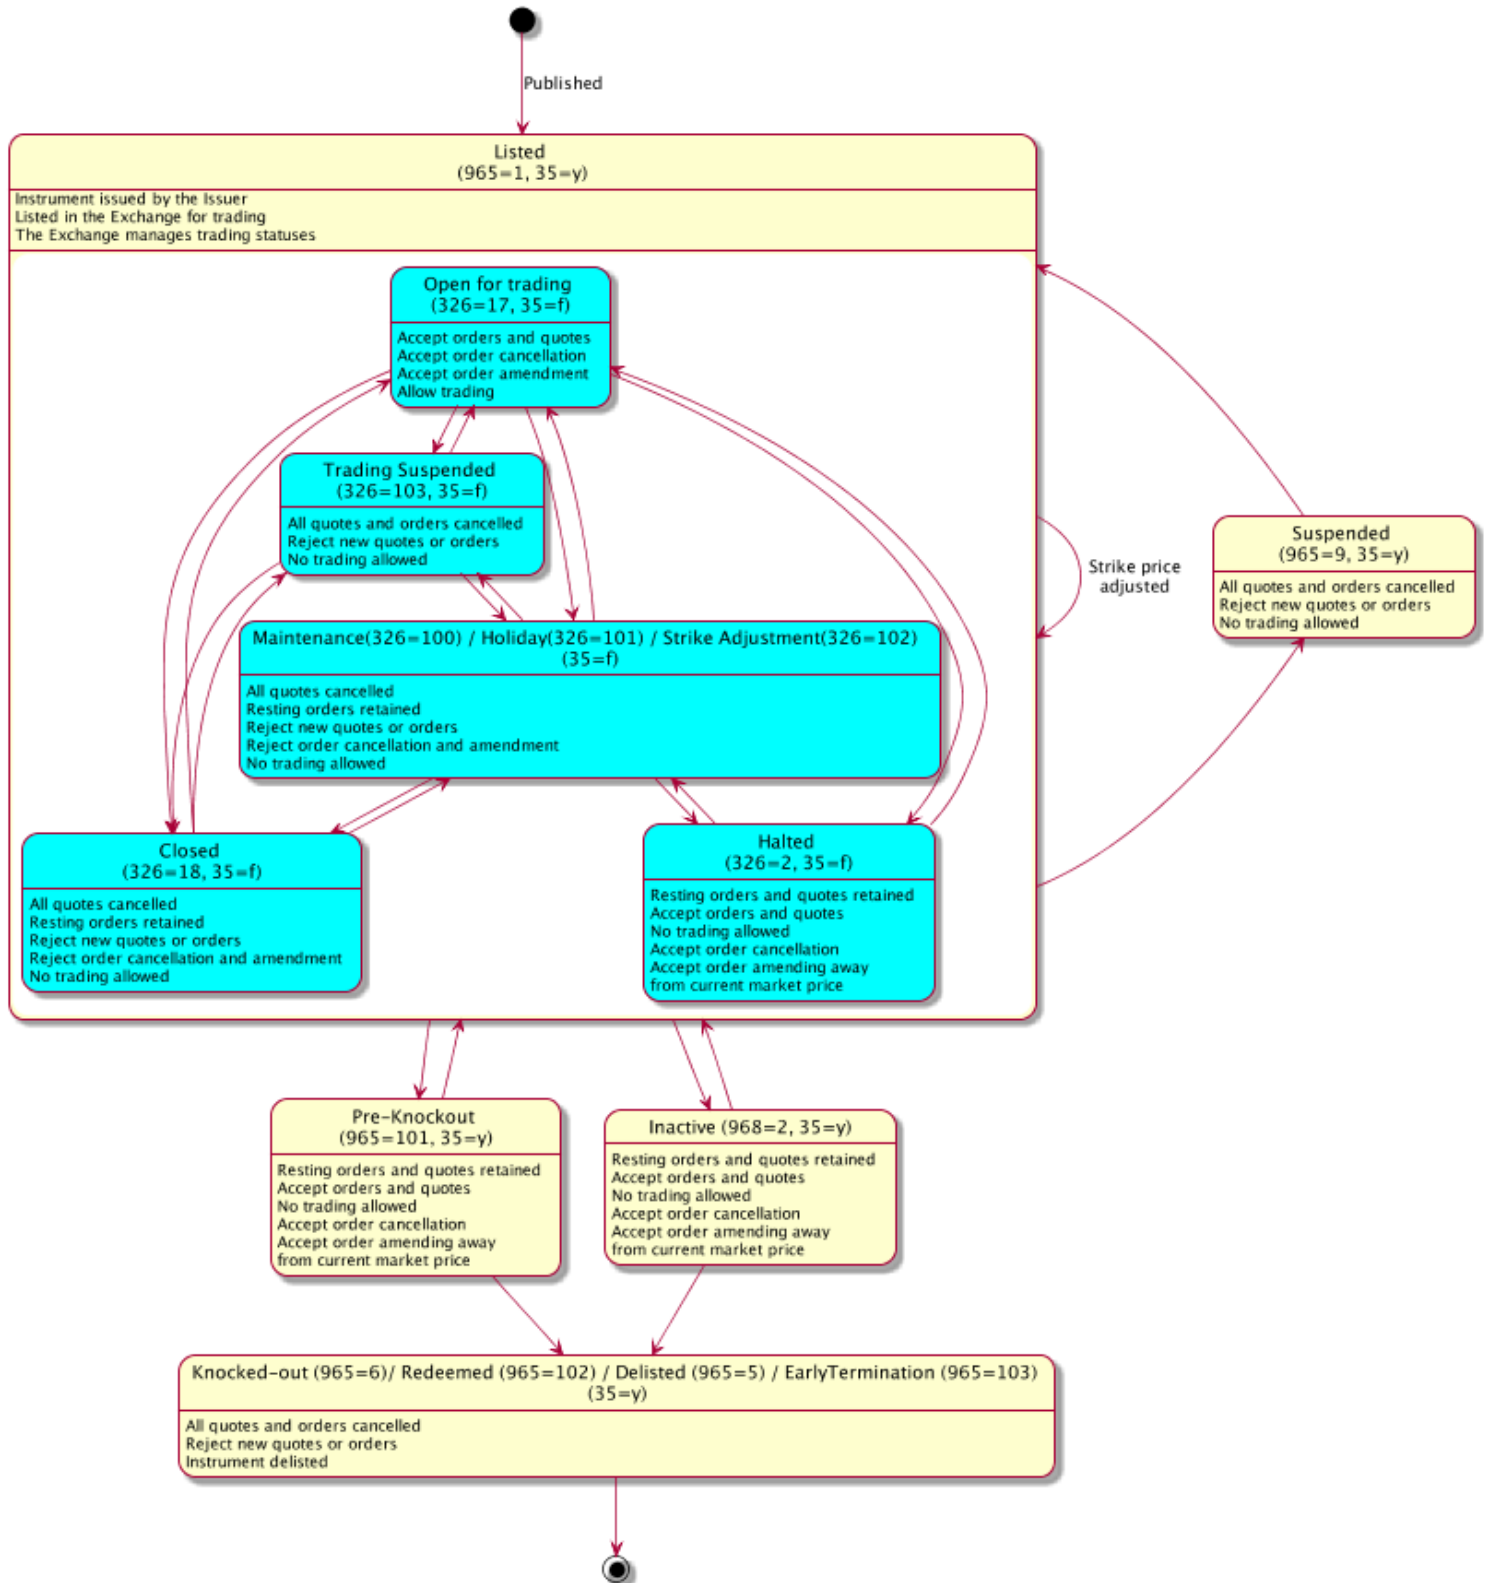 Published
Listed
(965=1, 35=y)
Instrument issued by the Issuer
Listed in the Exchange for trading
The Exchange manages trading statuses
Open for trading
(326=17, 35=f)
Accept orders and quotes
Accept order cancellation
Accept order amendment
Allow trading
Trading Suspended
(326=103, 35=f)
All quotes and orders cancelled
Reject new quotes or orders
No trading allowed
Strike price
adjusted
Suspended
(965=9, 35=y)
All quotes and orders cancelled
Reject new quotes or orders
No trading allowed
Maintenance(326=100) / Holiday(326=101) / Strike Adjustment(326=102)
(35=f)
All quotes cancelled
Resting orders retained
Reject new quotes or orders
Reject order cancellation and amendment
No trading allowed
Closed
(326=18, 35=f)
All quotes cancelled
Resting orders retained
Reject new quotes or orders
Reject order cancellation and amendment
No trading allowed
Halted
(326=2, 35=f)
Resting orders and quotes retained
Accept orders and quotes
No trading allowed
Accept order cancellation
Accept order amending away
from current market price
Pre-Knockout
(965=101, 35=y)
Resting orders and quotes retained
Accept orders and quotes
No trading allowed
Accept order cancellation
Accept order amending away
from current market price
Inactive (968=2, 35=y)
Resting orders and quotes retained
Accept orders and quotes
No trading allowed
Accept order cancellation
Accept order amending away
from current market price
Knocked-out (965=6)/ Redeemed (965=102) / Delisted (965=5) / EarlyTermination (965=103)
(35=y)
All quotes and orders cancelled
Reject new quotes or orders
Instrument delisted